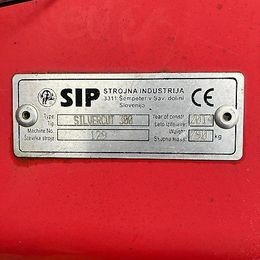 SIP STROJNA INDUSTRIJA CE
3311 Šempeter v Sav. dolini
Slovenija
Type:
Tip SILVERCUT 300 Year of constr.
Leto izdelave
Machine No.
Številka stroja 129 Weight
Skupna masa kg